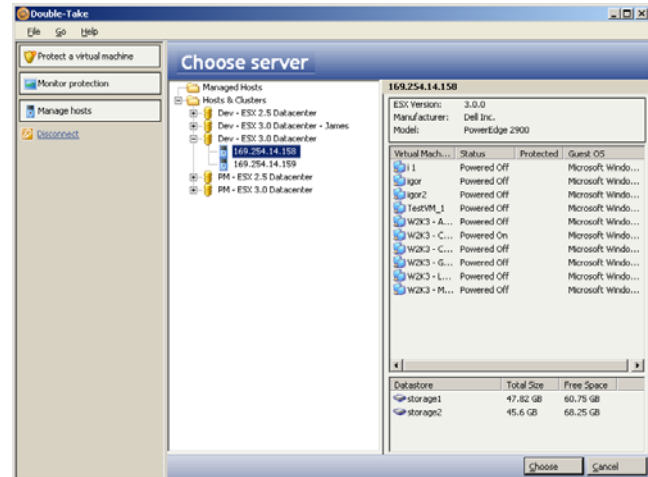 Double-Take
File Go Help
Protect a virtual machine
Monitor protection
Manage hosts
Disconnect
Choose server
Managed Hosts
Hosts & Clusters
Dev - ESX 2.5 Datacenter
Dev - ESX 3.0 Datacenter - James
Dev - ESX 3.0 Datacenter
169.254.14.158
169.254.14.159
PM - ESX 2.5 Datacenter
PM - ESX 3.0 Datacenter
169.254.14.158
ESX Version: 3.0.0
Manufacturer: Dell Inc.
Model: PowerEdge 2900
Virtual Mach... Status Protected Guest OS
i 1 Powered Off Microsoft Windo...
igor Powered Off Microsoft Windo...
igor2 Powered Off Microsoft Windo...
TestVM_1 Powered Off Microsoft Windo...
W2K3 - A... Powered Off Microsoft Windo...
W2K3 - C... Powered On Microsoft Windo...
W2K3 - C... Powered Off Microsoft Windo...
W2K3 - G... Powered Off Microsoft Windo...
W2K3 - L... Powered Off Microsoft Windo...
W2K3 - M... Powered Off Microsoft Windo...
Datastore Total Size Free Space
storage1 47.82 GB 60.75 GB
storage2 45.6 GB 68.25 GB
Choose Cancel